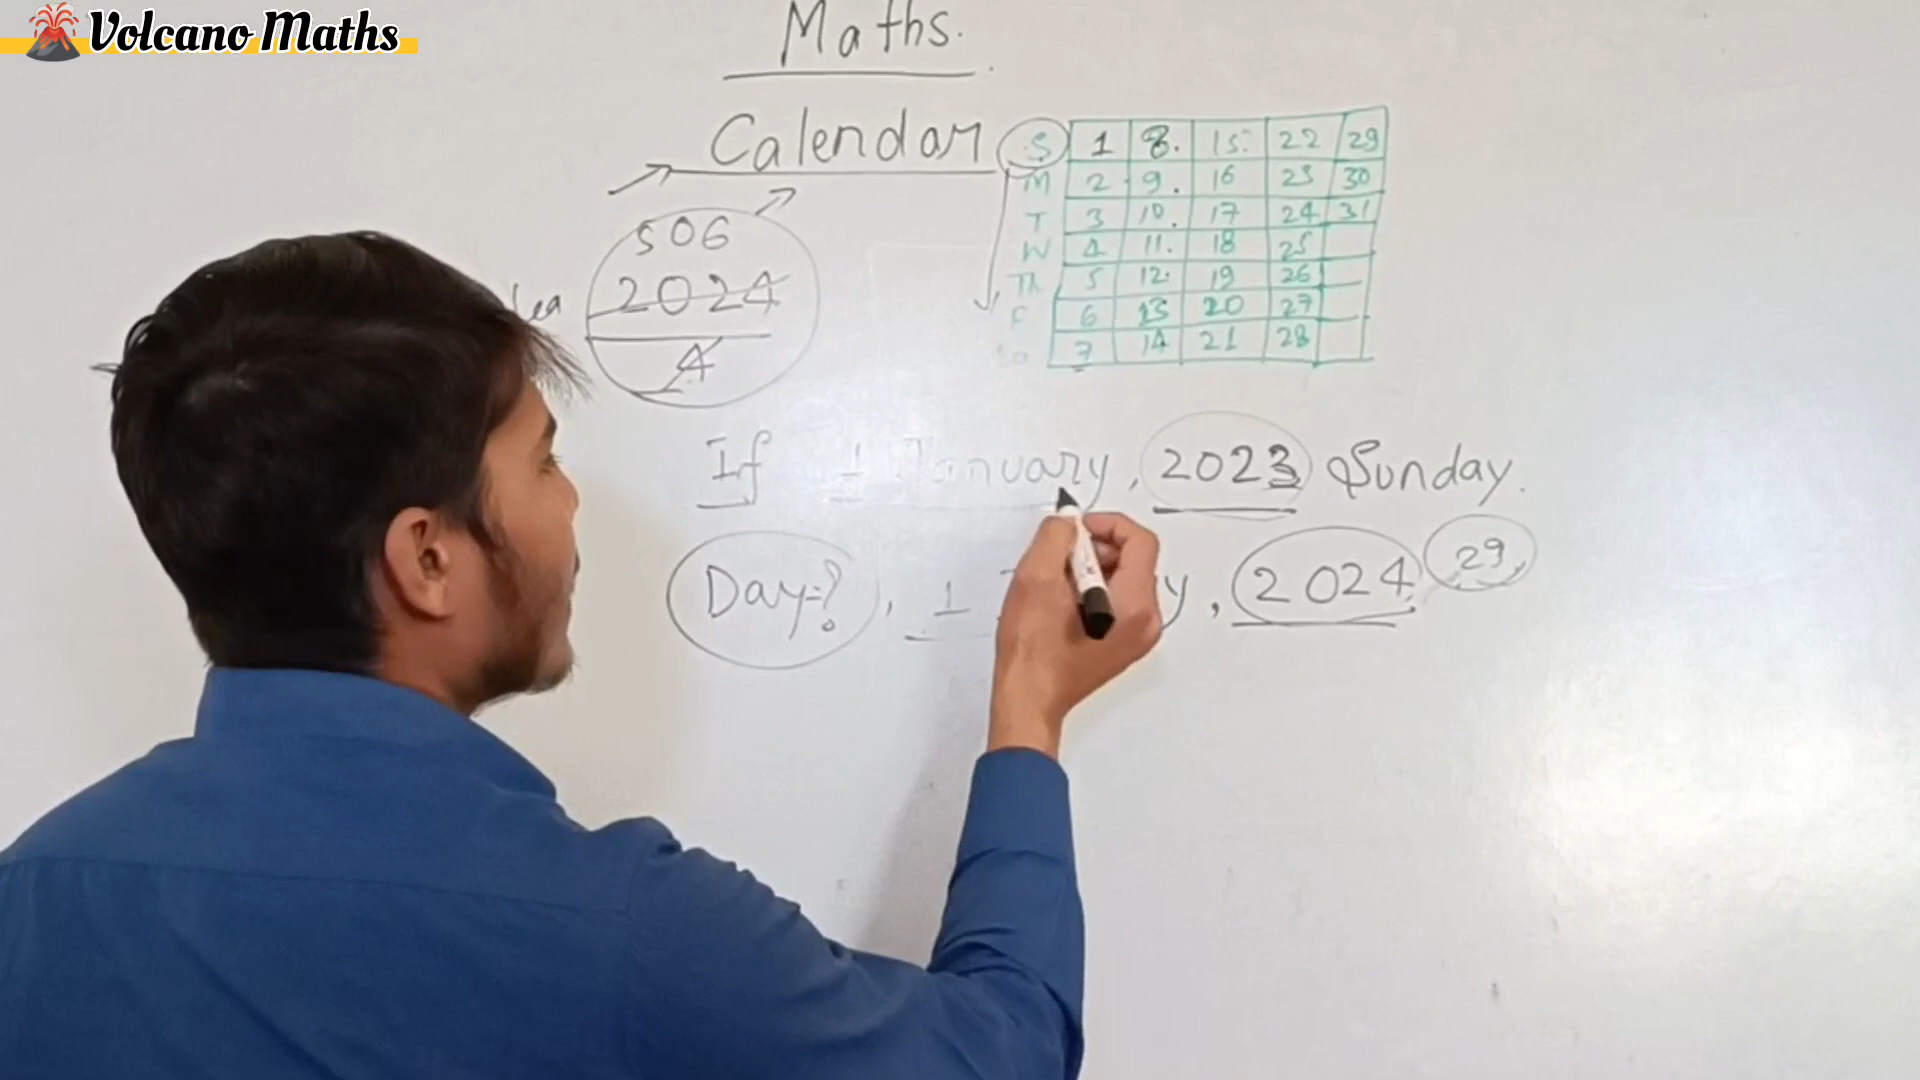 Volcano Maths
Maths.
Calendar
S 1 8. 15. 22 29
M 2 9. 16 23 30
T 3 10. 17 24 31
W 4 11. 18 25
Th 5 12. 19 26
F 6 13 20 27
Sa 7 14 21 28
506
2024
4
If 1 January, 2023 Sunday.
Day=?, 1 y, 2024 29